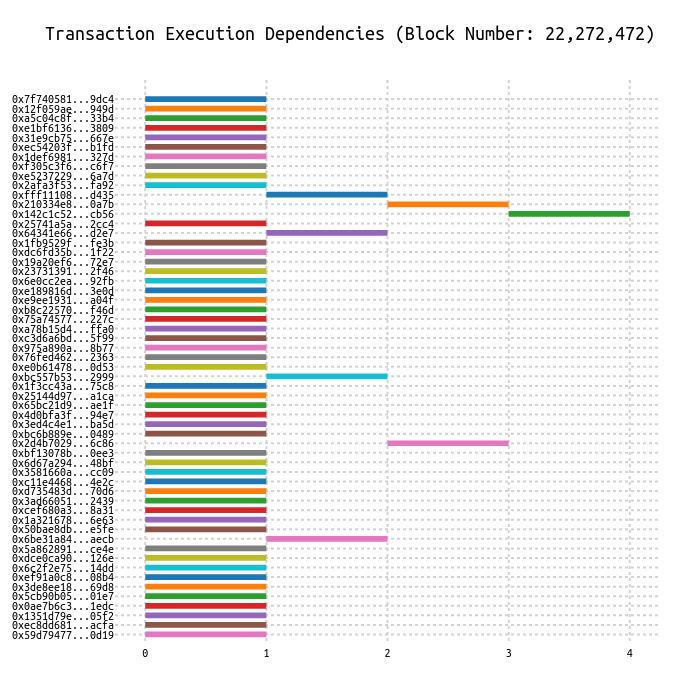 Transaction Execution Dependencies (Block Number: 22,272,472)
0x7f740581...9dc4
0x12f059ae...949d
0xa5c04c8f...33b4
0xe1bf6136...3809
0x31e9cb75...667e
0xec54203f...b1fd
0x1def6981...327d
0xf305c3f6...c6f7
0xe5237229...6a7d
0x2afa3f53...fa92
0xfff11108...d435
0x210334e8...0a7b
0x142c1c52...cb56
0x25741a5a...2cc4
0x64341e66...d2e7
0x1fb9529f...fe3b
0xdc6fd35b...1f22
0x19a20ef6...72e7
0x23731391...2f46
0x6e0cc2ea...92fb
0xe189816d...3e0d
0xe9ee1931...a04f
0xb8c22570...f46d
0x75a74577...227c
0xa78b15d4...ffa0
0xc3d6a6bd...5f99
0x975a890a...8b77
0x76fed462...2363
0xe0b61478...0d53
0xbc557b53...2999
0x1f3cc43a...75c8
0x25144d97...a1ca
0x65bc21d9...ae1f
0x4d0bfa3f...94e7
0x3ed4c4e1...ba5d
0xbc6b889e...0489
0x2d4b7029...6c86
0xbf13078b...0ee3
0x6d67a294...48bf
0x3581660a...cc09
0xc11e4468...4e2c
0xd735483d...70d6
0x3ad66051...2439
0xcef680a3...8a31
0x1a321678...6e63
0x50bae8db...e5fe
0x6be31a84...aecb
0x5a862891...ce4e
0xdce0ca90...126e
0x6c2f2e75...14dd
0xef91a0c8...08b4
0x3de8ee18...69d8
0x5cb90b05...01e7
0x0ae7b6c3...1edc
0x1351d79e...05f2
0xec8dd681...acfa
0x59d79477...0d19
0 1 2 3 4